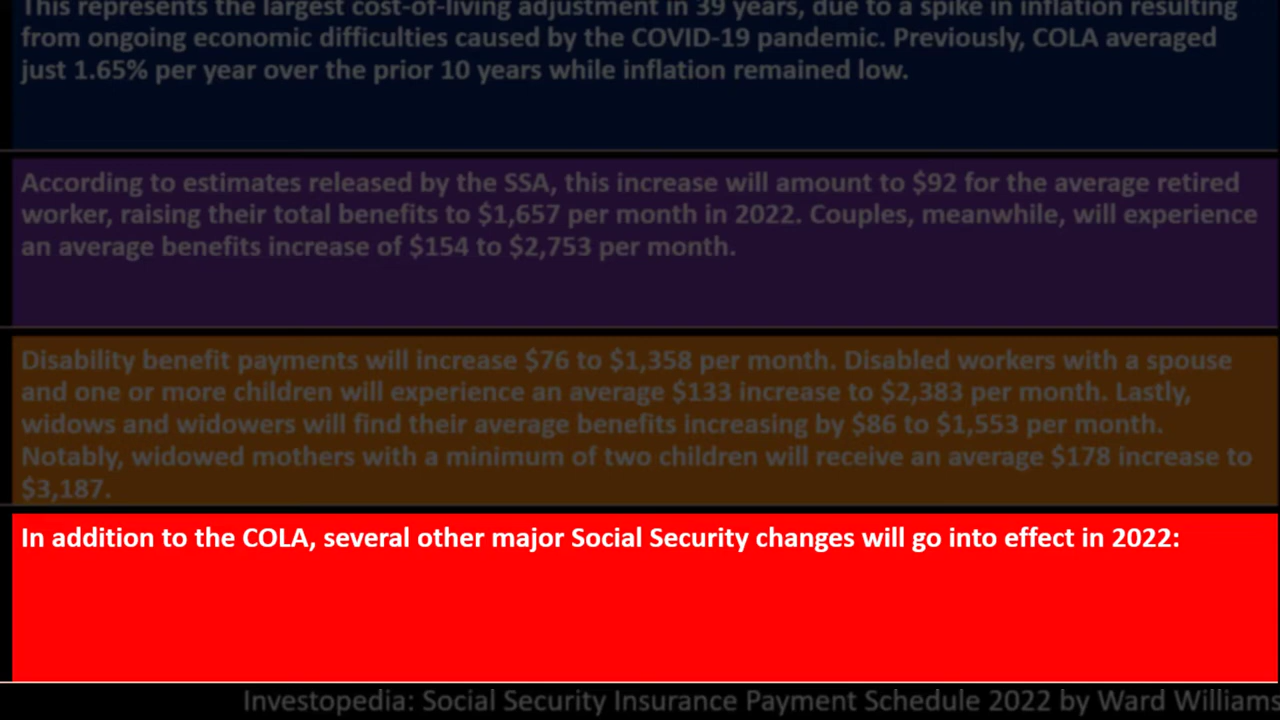 This represents the largest cost-of-living adjustment in 39 years, due to a spike in inflation resulting
from ongoing economic difficulties caused by the COVID-19 pandemic. Previously, COLA averaged
just 1.65% per year over the prior 10 years while inflation remained low.
According to estimates released by the SSA, this increase will amount to $92 for the average retired
worker, raising their total benefits to $1,657 per month in 2022. Couples, meanwhile, will experience
an average benefits increase of $154 to $2,753 per month.
Disability benefit payments will increase $76 to $1,358 per month. Disabled workers with a spouse
and one or more children will experience an average $133 increase to $2,383 per month. Lastly,
widows and widowers will find their average benefits increasing by $86 to $1,553 per month.
Notably, widowed mothers with a minimum of two children will receive an average $178 increase to
$3,187.
In addition to the COLA, several other major Social Security changes will go into effect in 2022:
Investopedia: Social Security Insurance Payment Schedule 2022 by Ward Williams